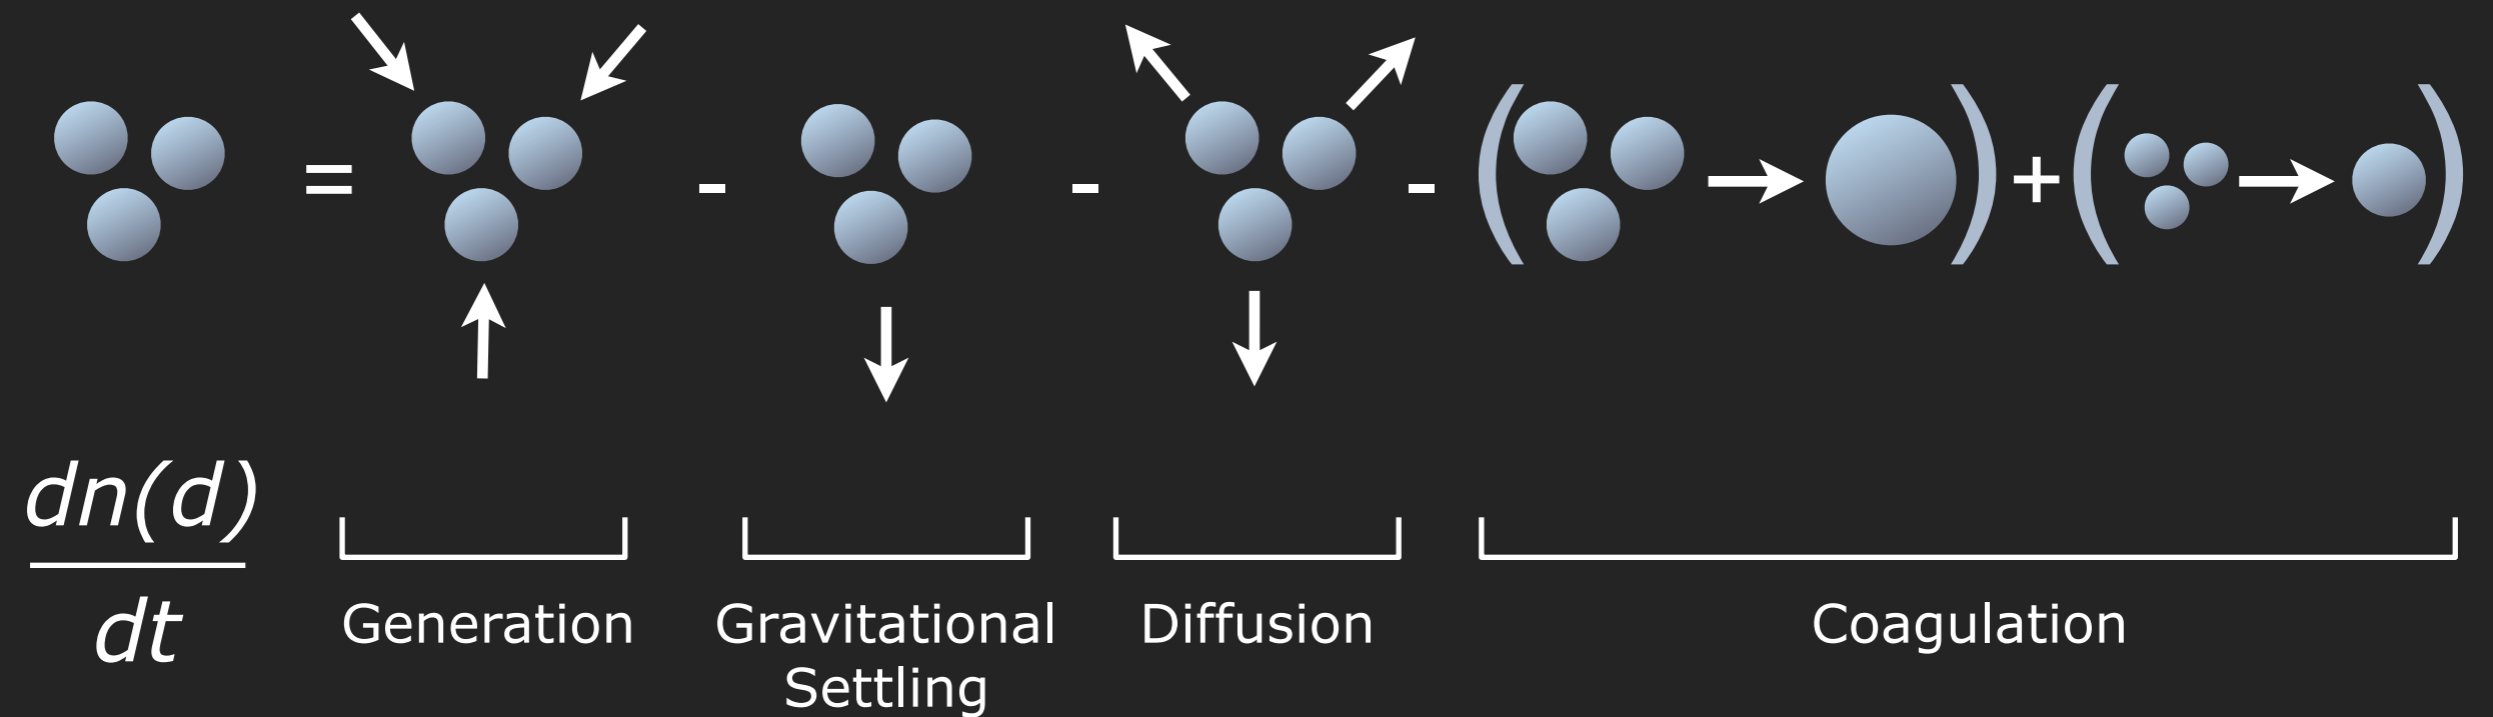 = - - - ( → ) + ( → )
dn(d)
dt
Generation
Gravitational
Settling
Diffusion
Coagulation